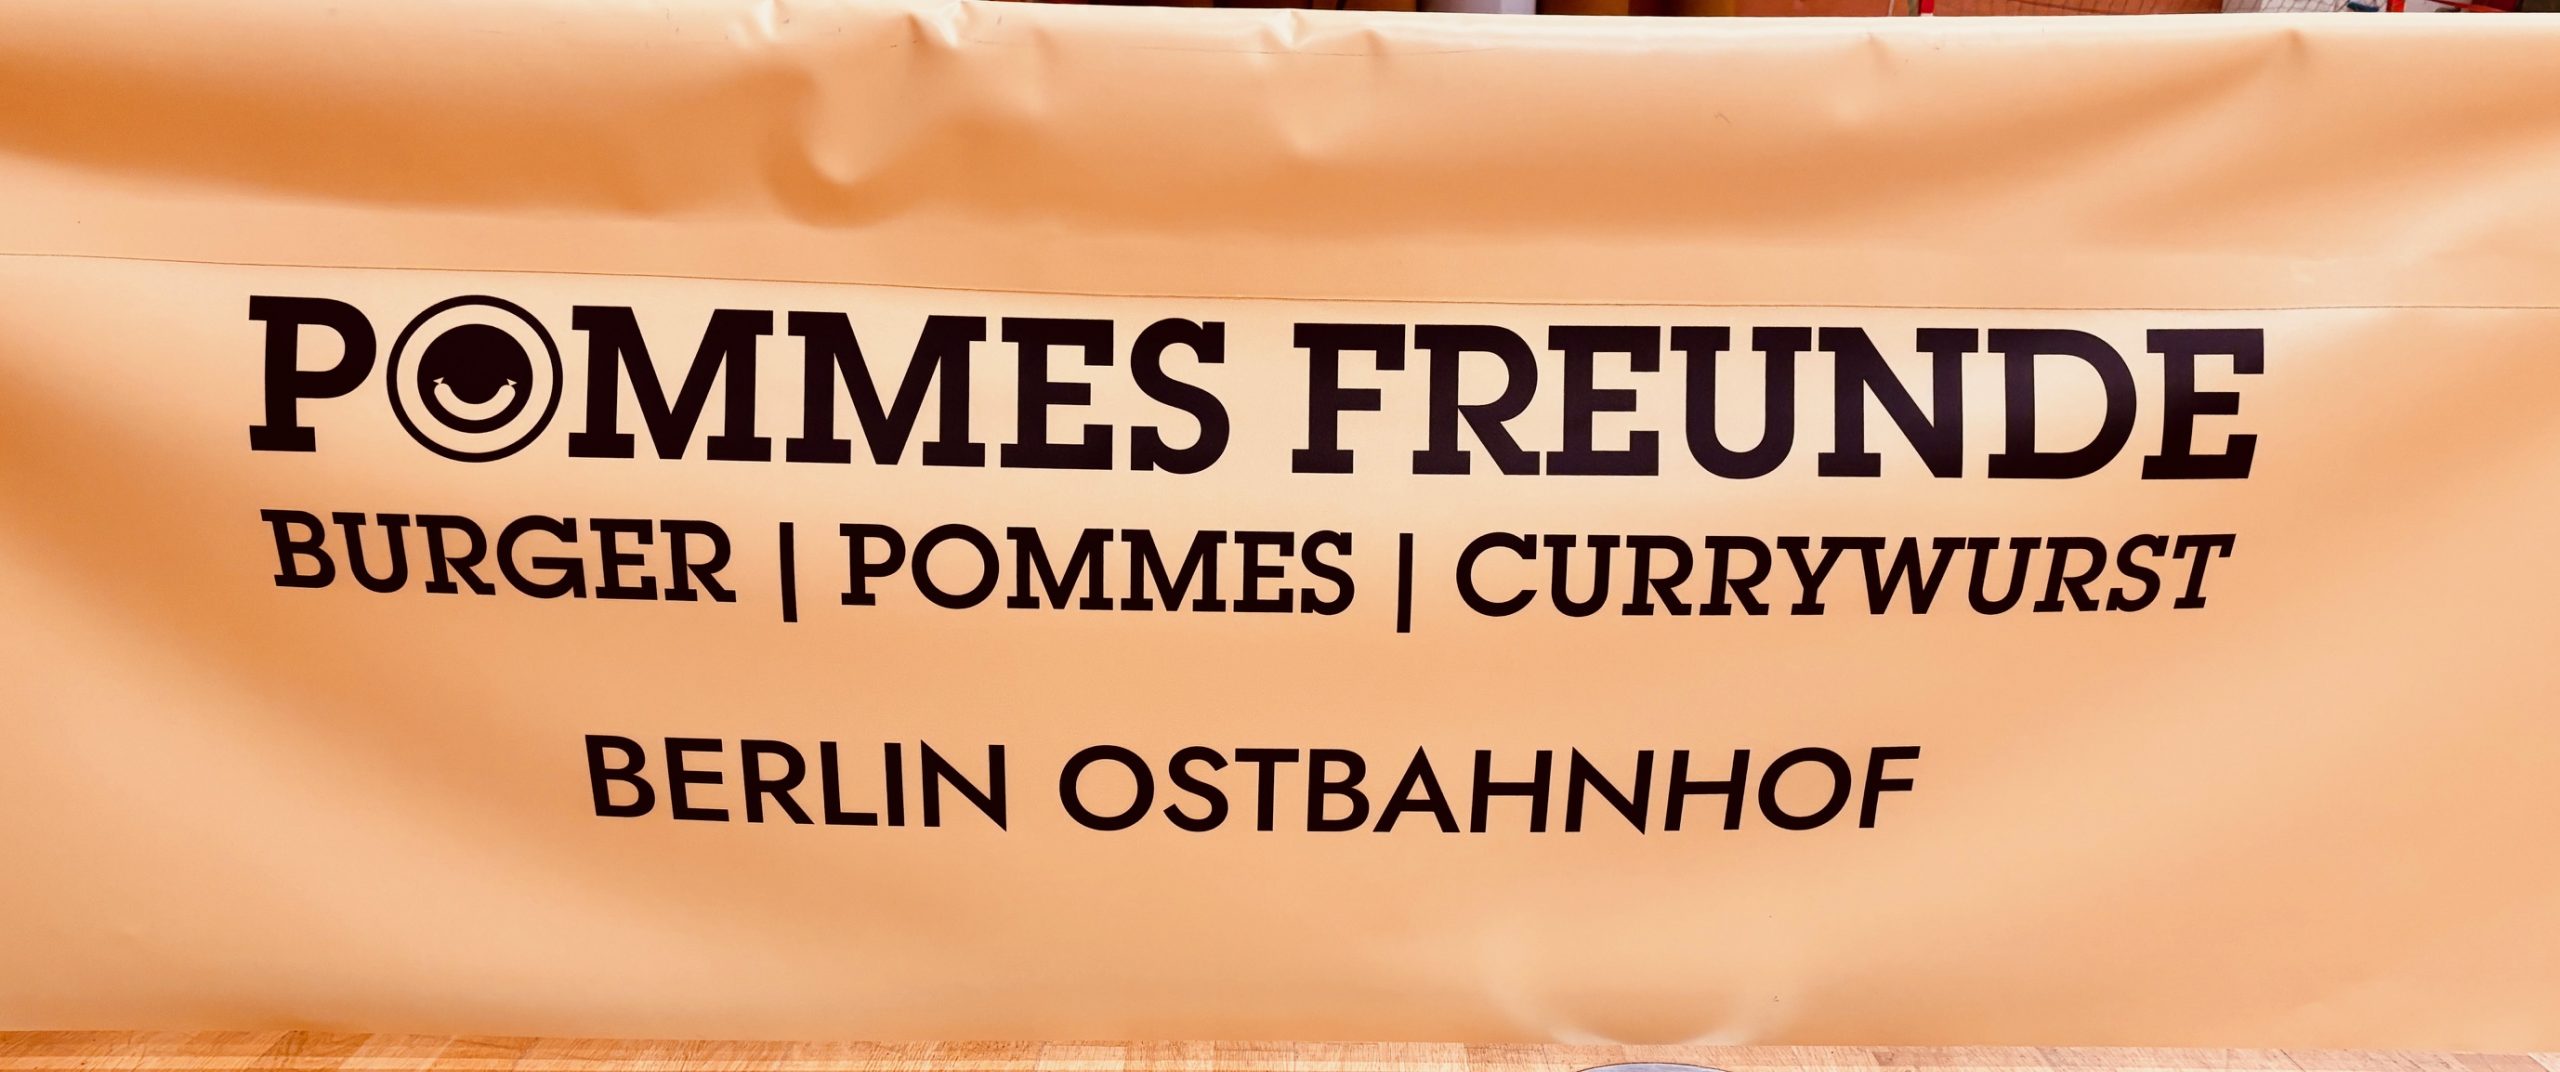 POMMES FREUNDE
BURGER | POMMES | CURRYWURST
BERLIN OSTBAHNHOF